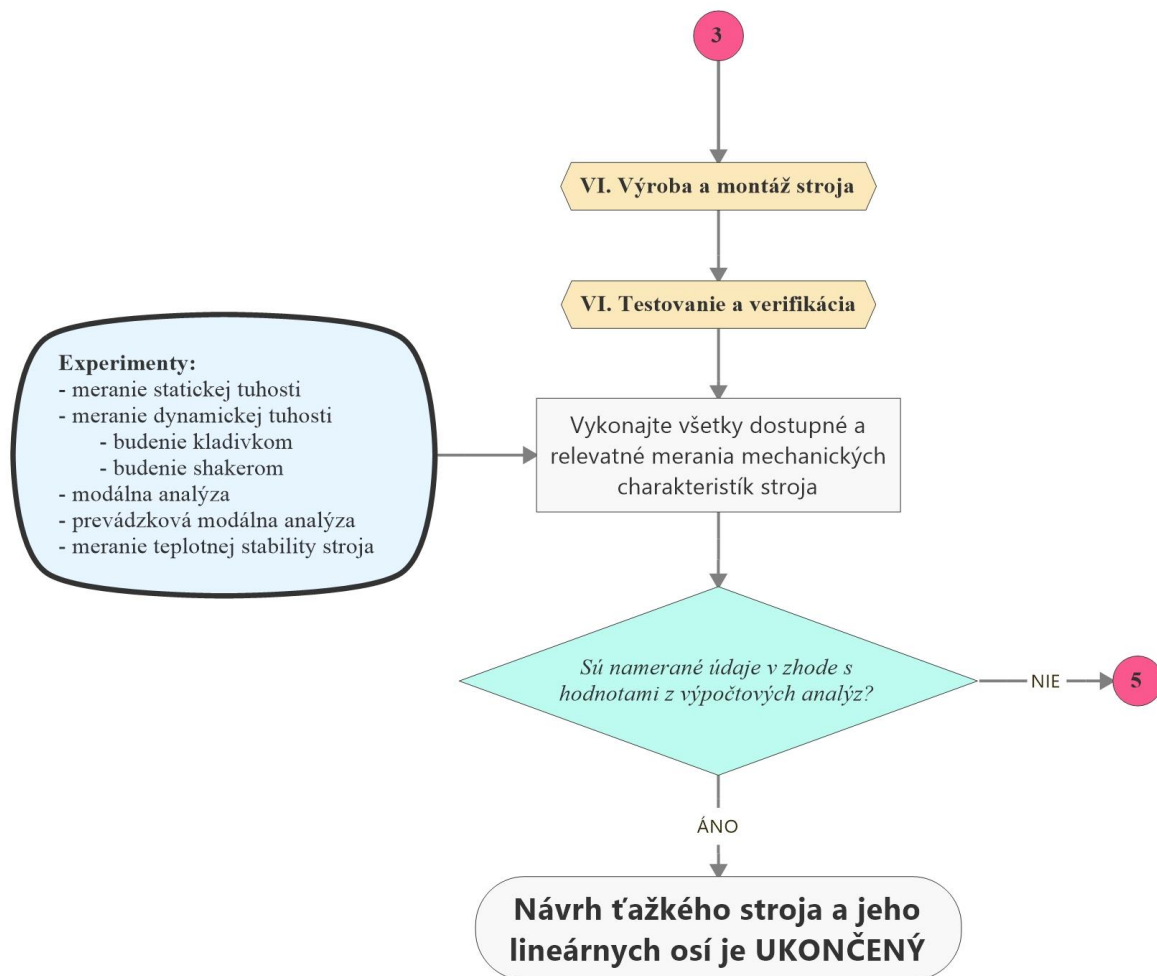 3
VI. Výroba a montáž stroja
VI. Testovanie a verifikácia
Experimenty:
- meranie statickej tuhosti
- meranie dynamickej tuhosti
- budenie kladivkom
- budenie shakerom
- modálna analýza
- prevádzková modálna analýza
- meranie teplotnej stability stroja
Vykonajte všetky dostupné a
relevatné merania mechanických
charakteristík stroja
Sú namerané údaje v zhode s
hodnotami z výpočtových analýz?
NIE
5
ÁNO
Návrh ťažkého stroja a jeho
lineárnych osí je UKONČENÝ